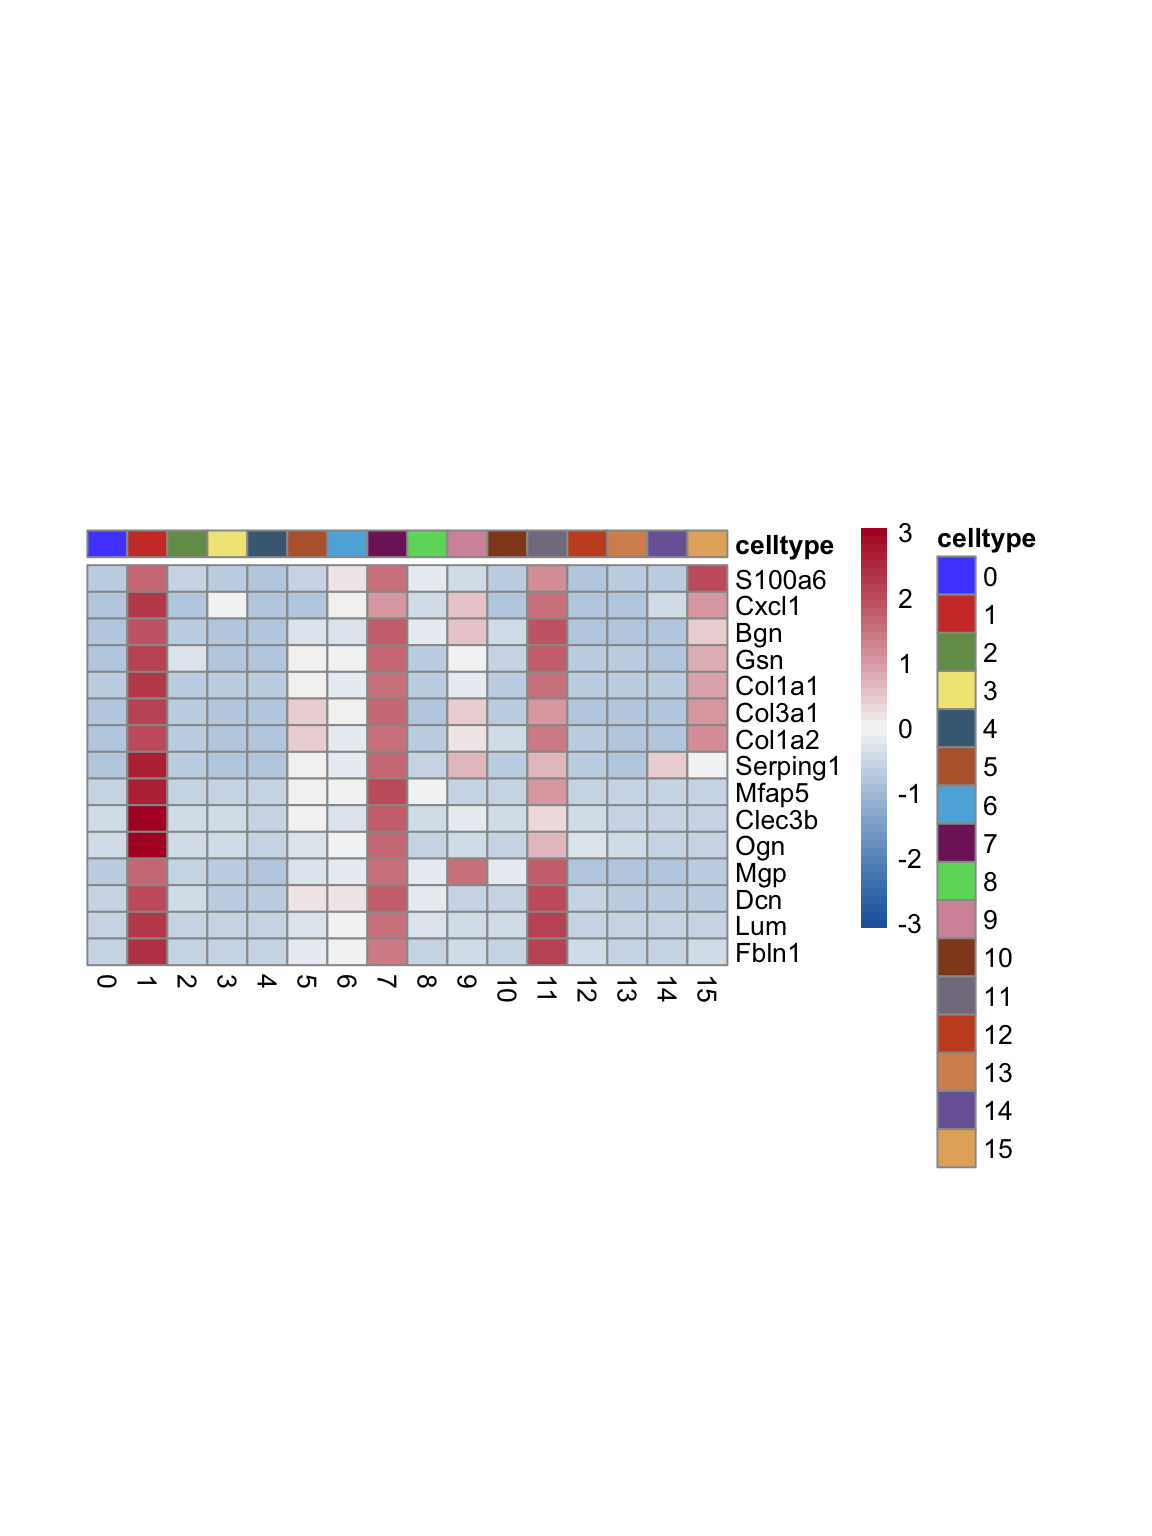 celltype
S100a6
Cxcl1
Bgn
Gsn
Col1a1
Col3a1
Col1a2
Serping1
Mfap5
Clec3b
Ogn
Mgp
Dcn
Lum
Fbln1
0 1 2 3 4 5 6 7 8 9 10 11 12 13 14 15
3
2
1
0
-1
-2
-3
celltype
0
1
2
3
4
5
6
7
8
9
10
11
12
13
14
15